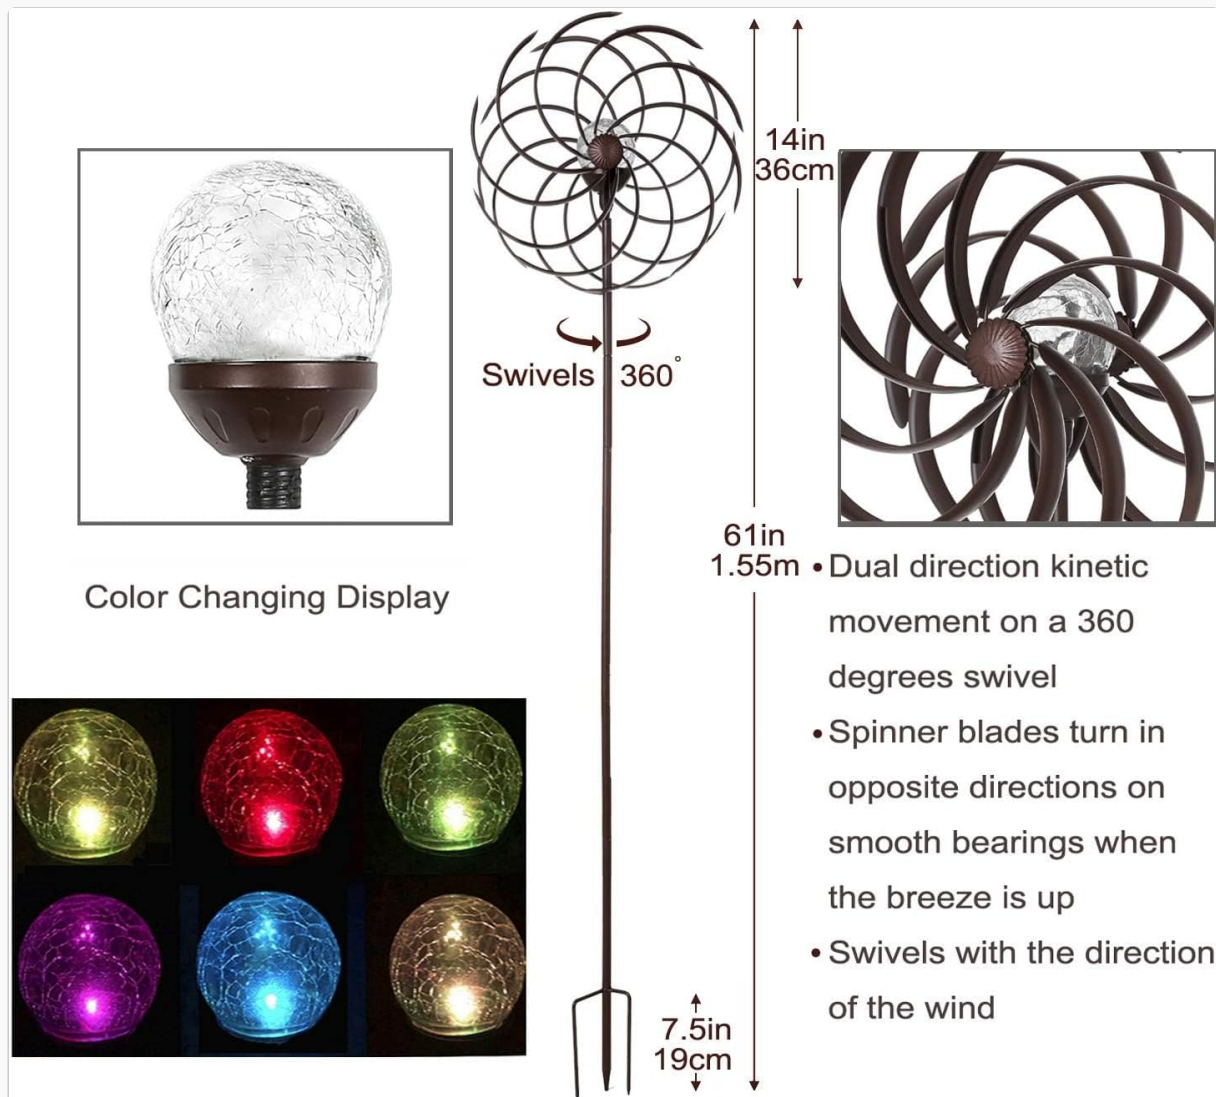 14in
36cm
Swivels 360°
61in
1.55m
Color Changing Display
• Dual direction kinetic
movement on a 360
degrees swivel
• Spinner blades turn in
opposite directions on
smooth bearings when
the breeze is up
• Swivels with the direction
of the wind
7.5in
19cm